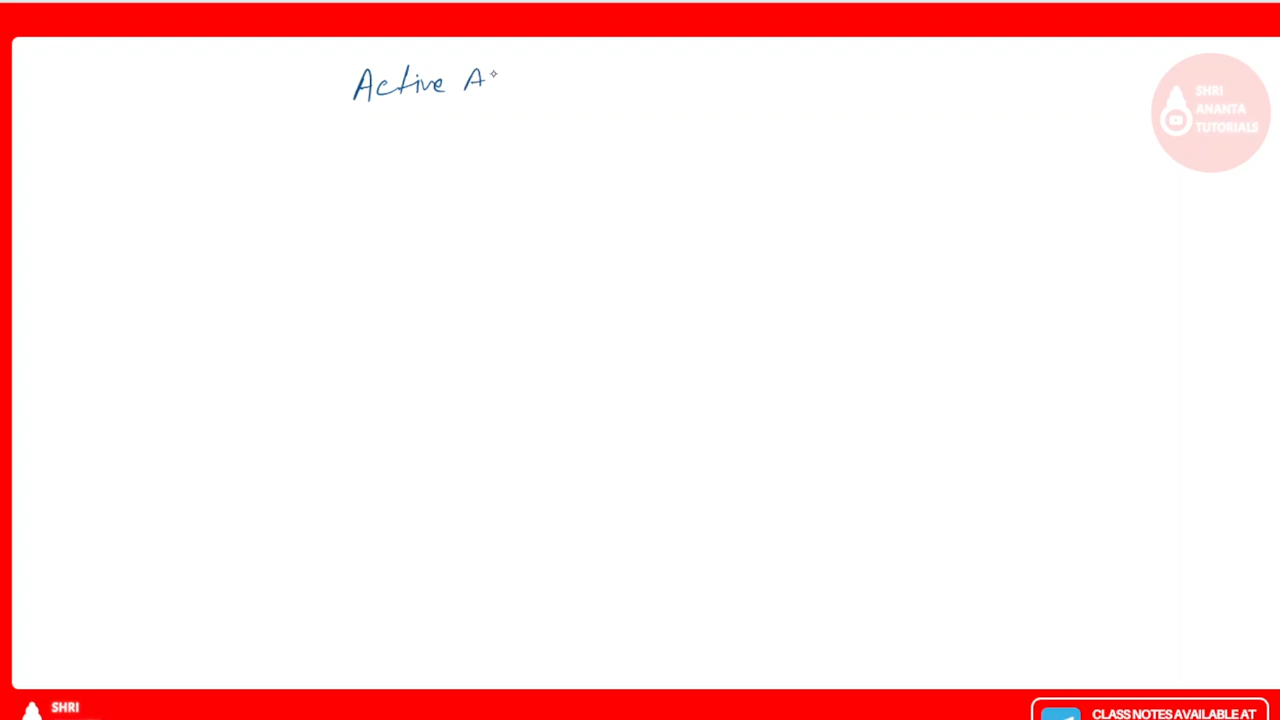 Active A
SHRI
ANANTA
TUTORIALS
SHRI
CLASS NOTES AVAILABLE AT